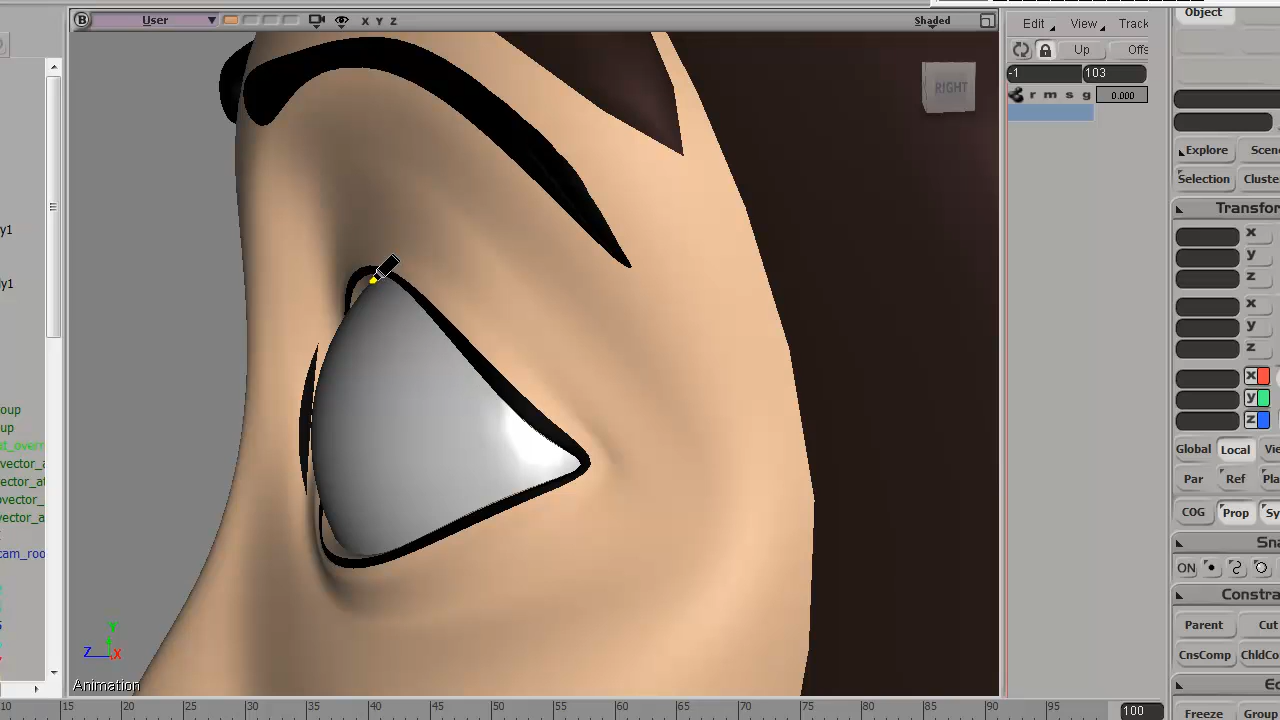 B User X Y Z Shaded
RIGHT
Z Y X
Animation
y1
ly1
oup
up
at_overr
vector_a
vector_at
vector_a
cam_roo
Edit View Track
Up Offs
-1 103
r m s g 0.000
Object
Explore Scen
Selection Cluste
Transfor
x
y
z
x
y
z
x
y
z
Global Local Vie
Par Ref Pla
COG Prop Sy
Sna
ON
Constra
Parent Cut
CnsComp ChldCo
Freeze Group
10 15 20 25 30 35 40 45 50 55 60 65 70 75 80 85 90 95 100